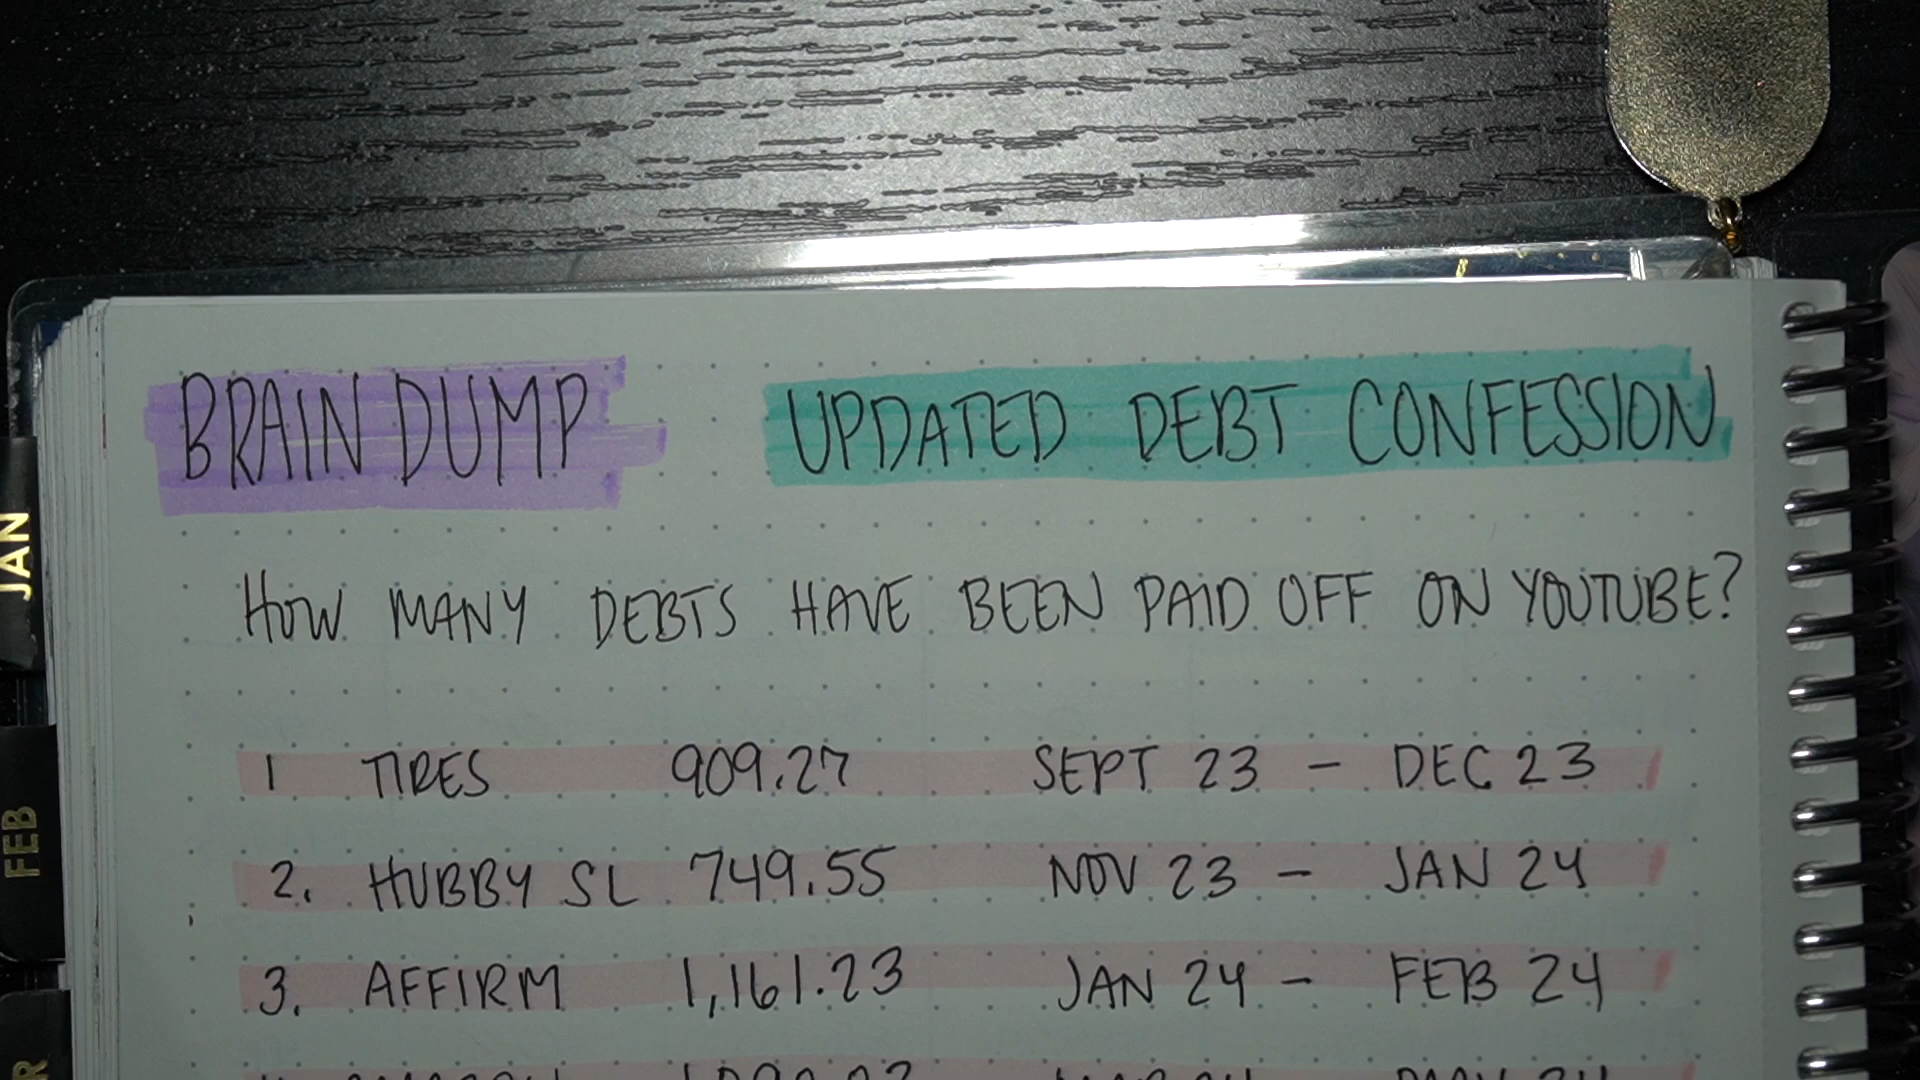 BRAIN DUMP UPDATED DEBT CONFESSION
HOW MANY DEBTS HAVE BEEN PAID OFF ON YOUTUBE?
1 TIRES 909.27 SEPT 23 - DEC 23
2. HUBBY SL 749.55 NOV 23 - JAN 24
3. AFFIRM 1,161.23 JAN 24 - FEB 24
JAN
FEB